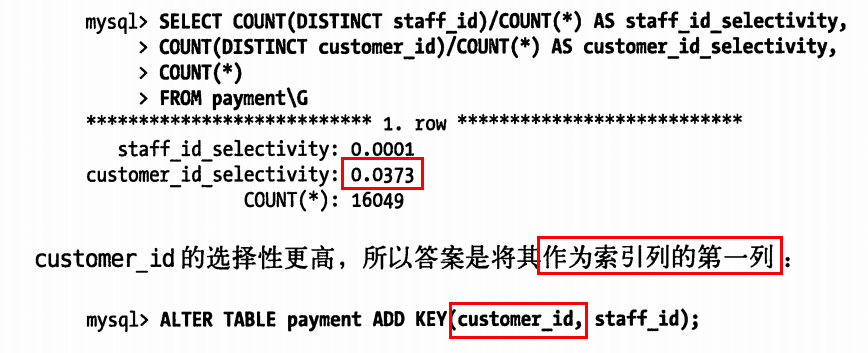 mysql> SELECT COUNT(DISTINCT staff_id)/COUNT(*) AS staff_id_selectivity,
> COUNT(DISTINCT customer_id)/COUNT(*) AS customer_id_selectivity,
> COUNT(*)
> FROM payment\G
*************************** 1. row ***************************
staff_id_selectivity: 0.0001
customer_id_selectivity: 0.0373
COUNT(*): 16049
customer_id 的选择性更高，所以答案是将其作为索引列的第一列：
mysql> ALTER TABLE payment ADD KEY(customer_id, staff_id);